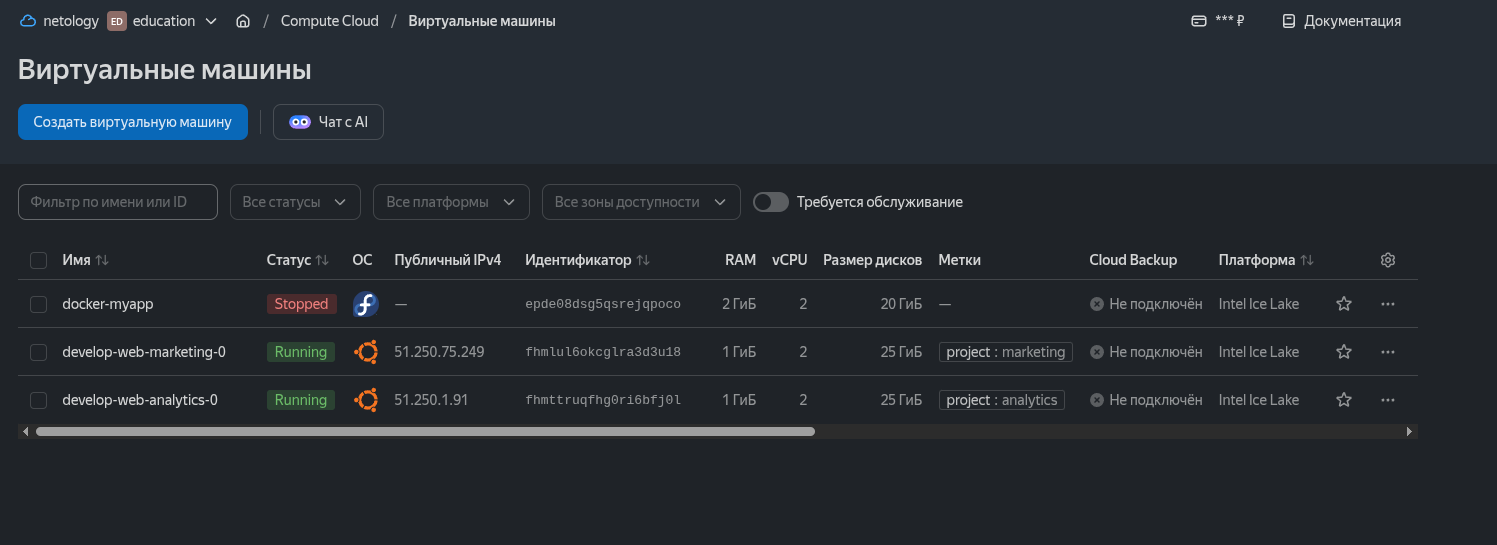 netology ED education / Compute Cloud / Виртуальные машины *** ₽ Документация
Виртуальные машины
Создать виртуальную машину Чат с AI
Фильтр по имени или ID Все статусы Все платформы Все зоны доступности Требуется обслуживание
Имя Статус ОС Публичный IPv4 Идентификатор RAM vCPU Размер дисков Метки Cloud Backup Платформа
docker-myapp Stopped — epde08dsg5qsrejqpoco 2 ГиБ 2 20 ГиБ — Не подключён Intel Ice Lake
develop-web-marketing-0 Running 51.250.75.249 fhmlul6okcglra3d3u18 1 ГиБ 2 25 ГиБ project : marketing Не подключён Intel Ice Lake
develop-web-analytics-0 Running 51.250.1.91 fhmttruqfhg0ri6bfj0l 1 ГиБ 2 25 ГиБ project : analytics Не подключён Intel Ice Lake